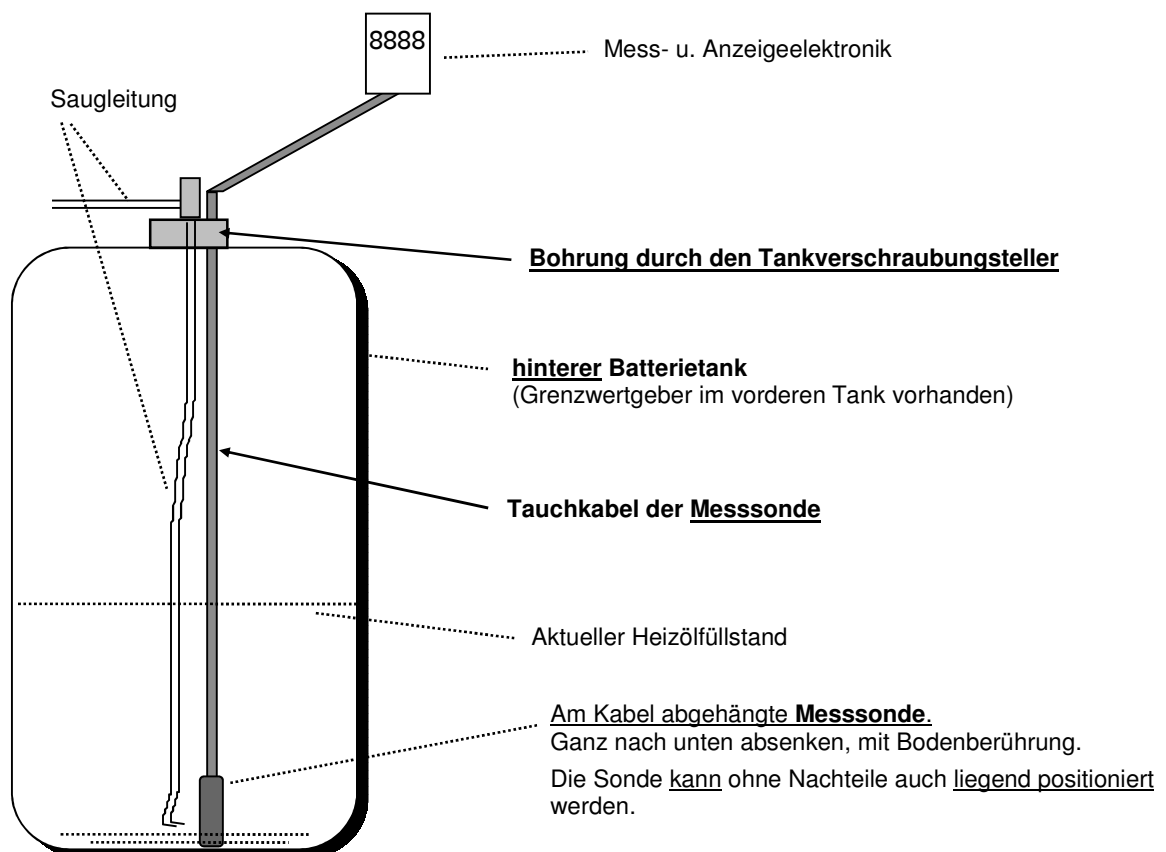 8888
Mess- u. Anzeigeelektronik
Saugleitung
Bohrung durch den Tankverschraubungsteller
hinterer Batterietank
(Grenzwertgeber im vorderen Tank vorhanden)
Tauchkabel der Messsonde
Aktueller Heizölfüllstand
Am Kabel abgehängte Messsonde.
Ganz nach unten absenken, mit Bodenberührung.
Die Sonde kann ohne Nachteile auch liegend positioniert
werden.